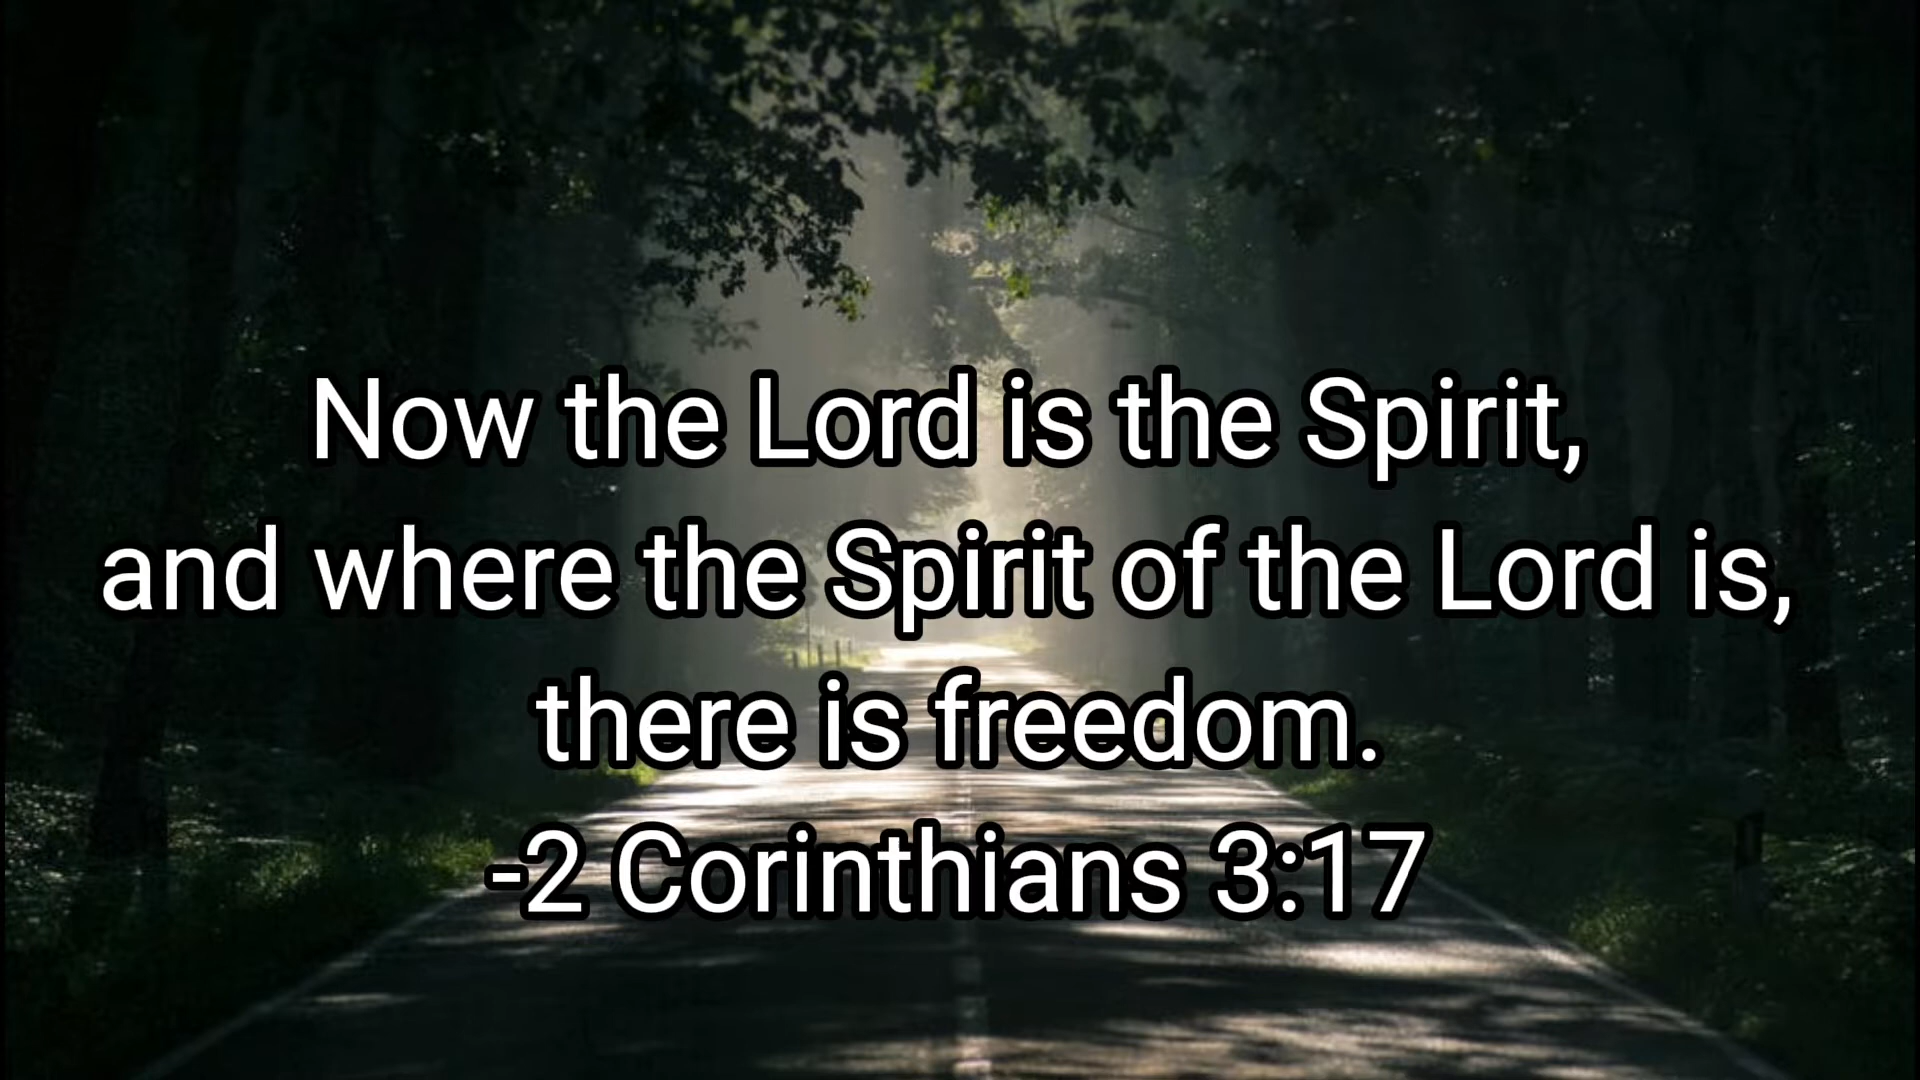 Now the Lord is the Spirit,
and where the Spirit of the Lord is,
there is freedom.
-2 Corinthians 3:17